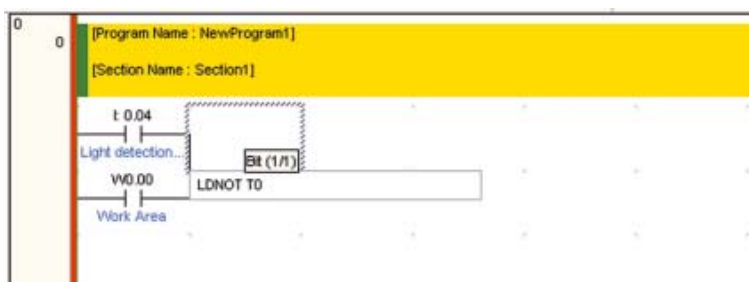 0
0
[Program Name : NewProgram1]
[Section Name : Section1]
I: 0.04
Light detection...
Bit (1/1)
W0.00
LDNOT T0
Work Area